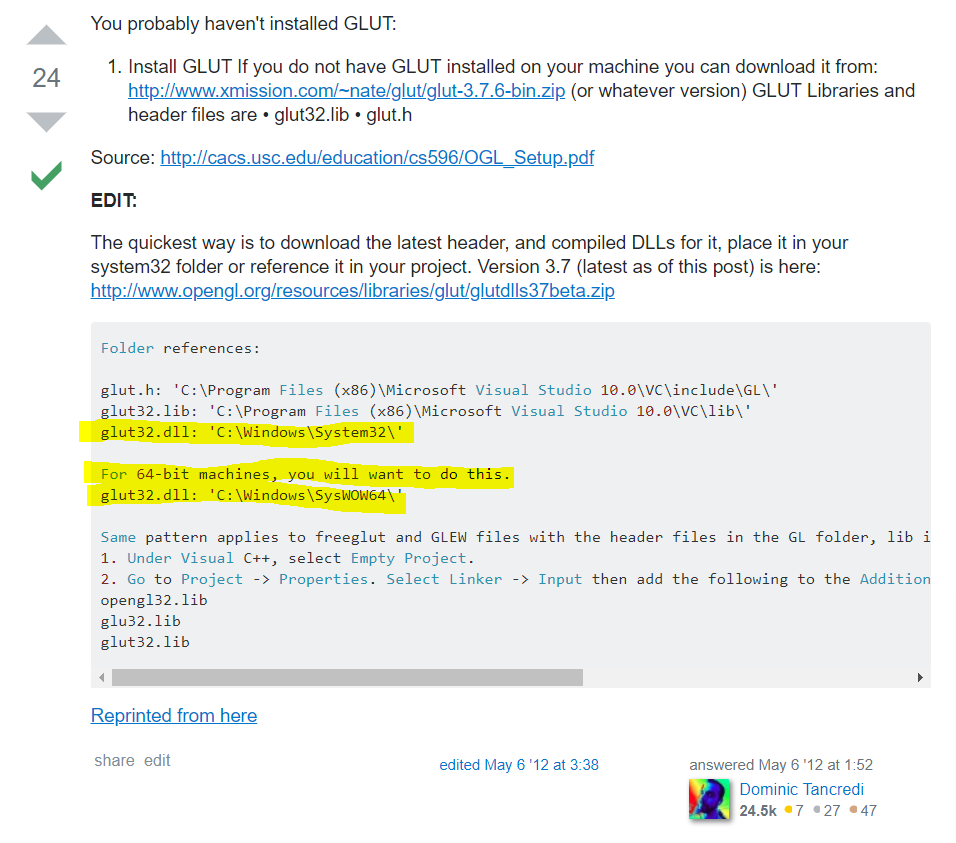 You probably haven't installed GLUT:
24
1. Install GLUT If you do not have GLUT installed on your machine you can download it from:
http://www.xmission.com/~nate/glut/glut-3.7.6-bin.zip (or whatever version) GLUT Libraries and
header files are • glut32.lib • glut.h
Source: http://cacs.usc.edu/education/cs596/OGL_Setup.pdf
EDIT:
The quickest way is to download the latest header, and compiled DLLs for it, place it in your
system32 folder or reference it in your project. Version 3.7 (latest as of this post) is here:
http://www.opengl.org/resources/libraries/glut/glutdlls37beta.zip
Folder references:
glut.h: 'C:\Program Files (x86)\Microsoft Visual Studio 10.0\VC\include\GL\'
glut32.lib: 'C:\Program Files (x86)\Microsoft Visual Studio 10.0\VC\lib\'
glut32.dll: 'C:\Windows\System32\'
For 64-bit machines, you will want to do this.
glut32.dll: 'C:\Windows\SysWOW64\'
Same pattern applies to freeglut and GLEW files with the header files in the GL folder, lib i
1. Under Visual C++, select Empty Project.
2. Go to Project -> Properties. Select Linker -> Input then add the following to the Addition
opengl32.lib
glu32.lib
glut32.lib
Reprinted from here
share edit
edited May 6 '12 at 3:38
answered May 6 '12 at 1:52
Dominic Tancredi
24.5k 7 27 47